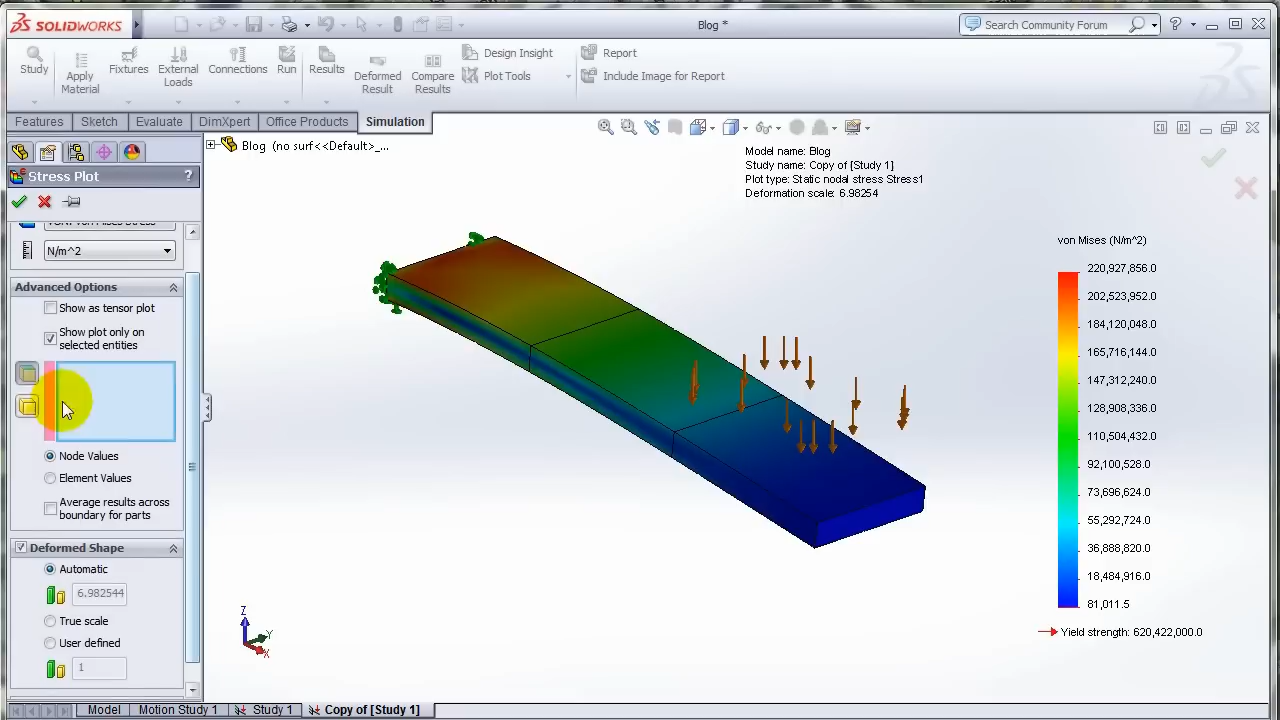 SOLIDWORKS
Blog *
Search Community Forum
?
Study
Apply
Material
Fixtures
External
Loads
Connections
Run
Results
Deformed
Result
Compare
Results
Design Insight
Plot Tools
Report
Include Image for Report
Features
Sketch
Evaluate
DimXpert
Office Products
Simulation
Blog (no surf<<Default>_...
Stress Plot
?
N/m^2
Advanced Options
Show as tensor plot
Show plot only on
selected entities
Node Values
Element Values
Average results across
boundary for parts
Deformed Shape
Automatic
6.982544
True scale
User defined
1
Model name: Blog
Study name: Copy of [Study 1]
Plot type: Static nodal stress Stress1
Deformation scale: 6.98254
von Mises (N/m^2)
220,927,856.0
202,523,952.0
184,120,048.0
165,716,144.0
147,312,240.0
128,908,336.0
110,504,432.0
92,100,528.0
73,696,624.0
55,292,724.0
36,888,820.0
18,484,916.0
81,011.5
Yield strength: 620,422,000.0
Z
Y
X
Model
Motion Study 1
Study 1
Copy of [Study 1]